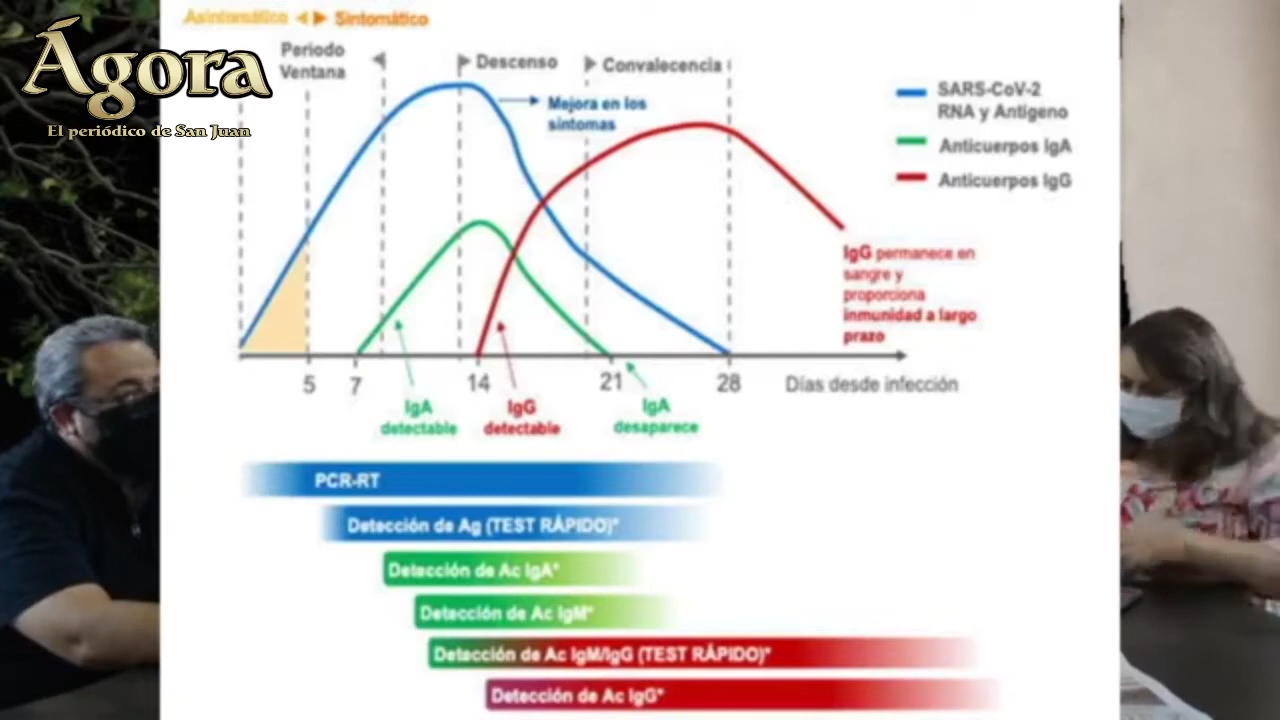 Asintomático
Sintomático
Ágora
El periódico de San Juan
Periodo
Ventana
Descenso
Convalecencia
Mejora en los
síntomas
SARS-CoV-2
RNA y Antígeno
Anticuerpos IgA
Anticuerpos IgG
IgG permanece en
sangre y
proporciona
inmunidad a largo
prazo
5
7
14
21
28
Días desde infección
IgA
detectable
IgG
detectable
IgA
desaparece
PCR-RT
Detección de Ag (TEST RÁPIDO)*
Detección de Ac IgA*
Detección de Ac IgM*
Detección de Ac IgM/IgG (TEST RÁPIDO)*
Detección de Ac IgG*